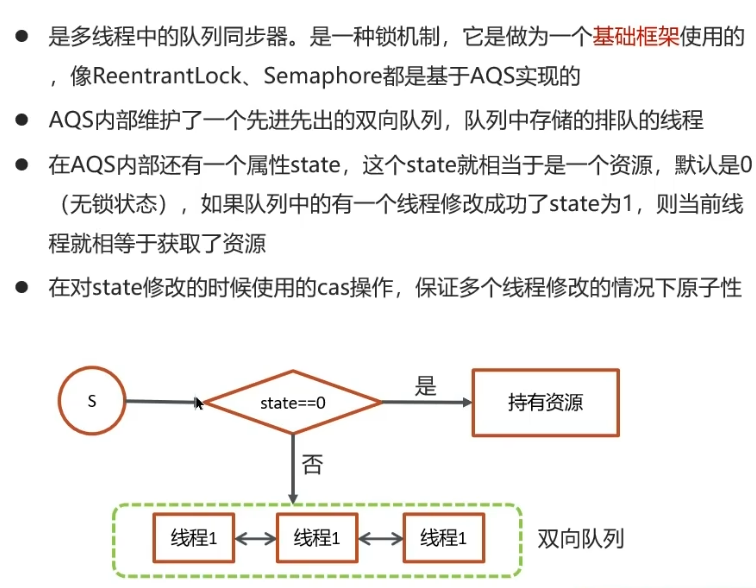 是多线程中的队列同步器。是一种锁机制，它是做为一个基础框架使用的
，像ReentrantLock、Semaphore都是基于AQS实现的
AQS内部维护了一个先进先出的双向队列，队列中存储的排队的线程
在AQS内部还有一个属性state，这个state就相当于是一个资源，默认是0
（无锁状态），如果队列中的有一个线程修改成功了state为1，则当前线
程就相等于获取了资源
在对state修改的时候使用的cas操作，保证多个线程修改的情况下原子性
S
state==0
是
持有资源
否
线程1
线程1
线程1
双向队列